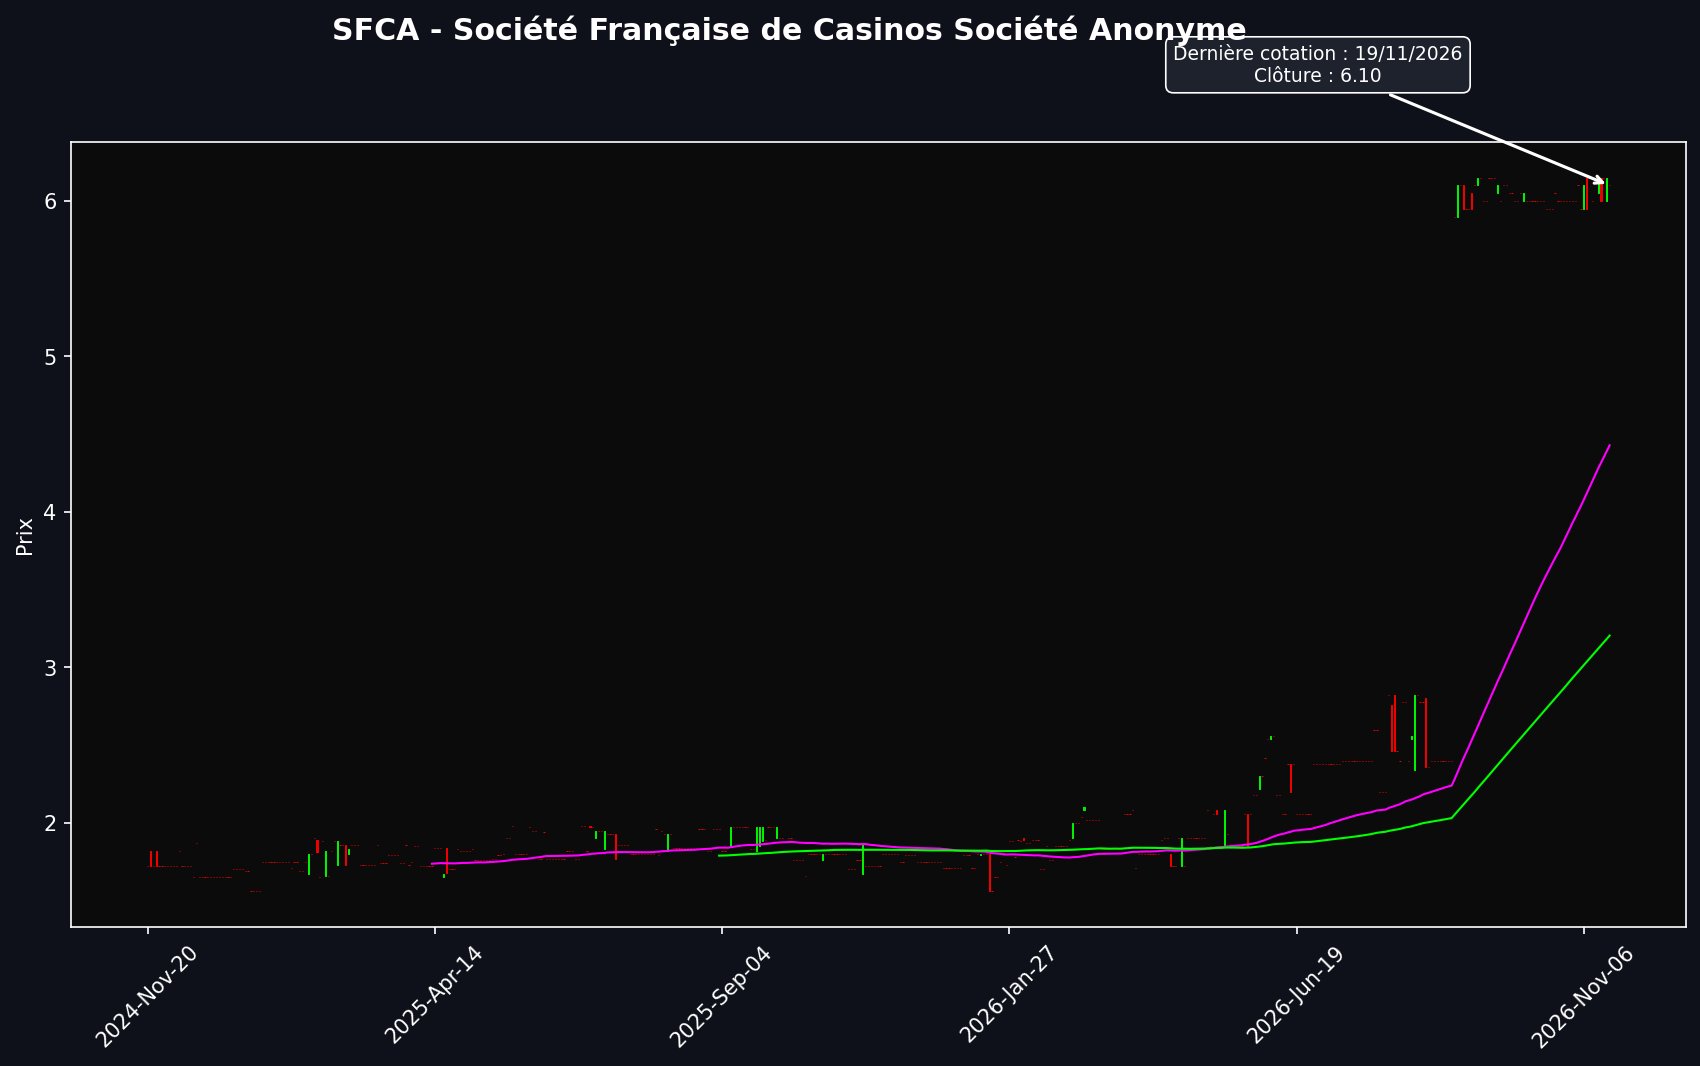 SFCA - Société Française de Casinos Société Anonyme
Dernière cotation : 19/11/2026
Clôture : 6.10
Prix
6
5
4
3
2
2024-Nov-20
2025-Apr-14
2025-Sep-04
2026-Jan-27
2026-Jun-19
2026-Nov-06